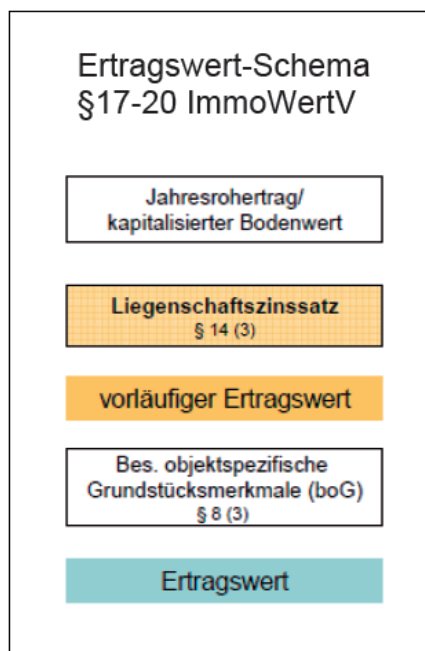 Ertragswert-Schema
§17-20 ImmoWertV
Jahresrohertrag/
kapitalisierter Bodenwert
Liegenschaftszinssatz
§ 14 (3)
vorläufiger Ertragswert
Bes. objektspezifische
Grundstücksmerkmale (boG)
§ 8 (3)
Ertragswert